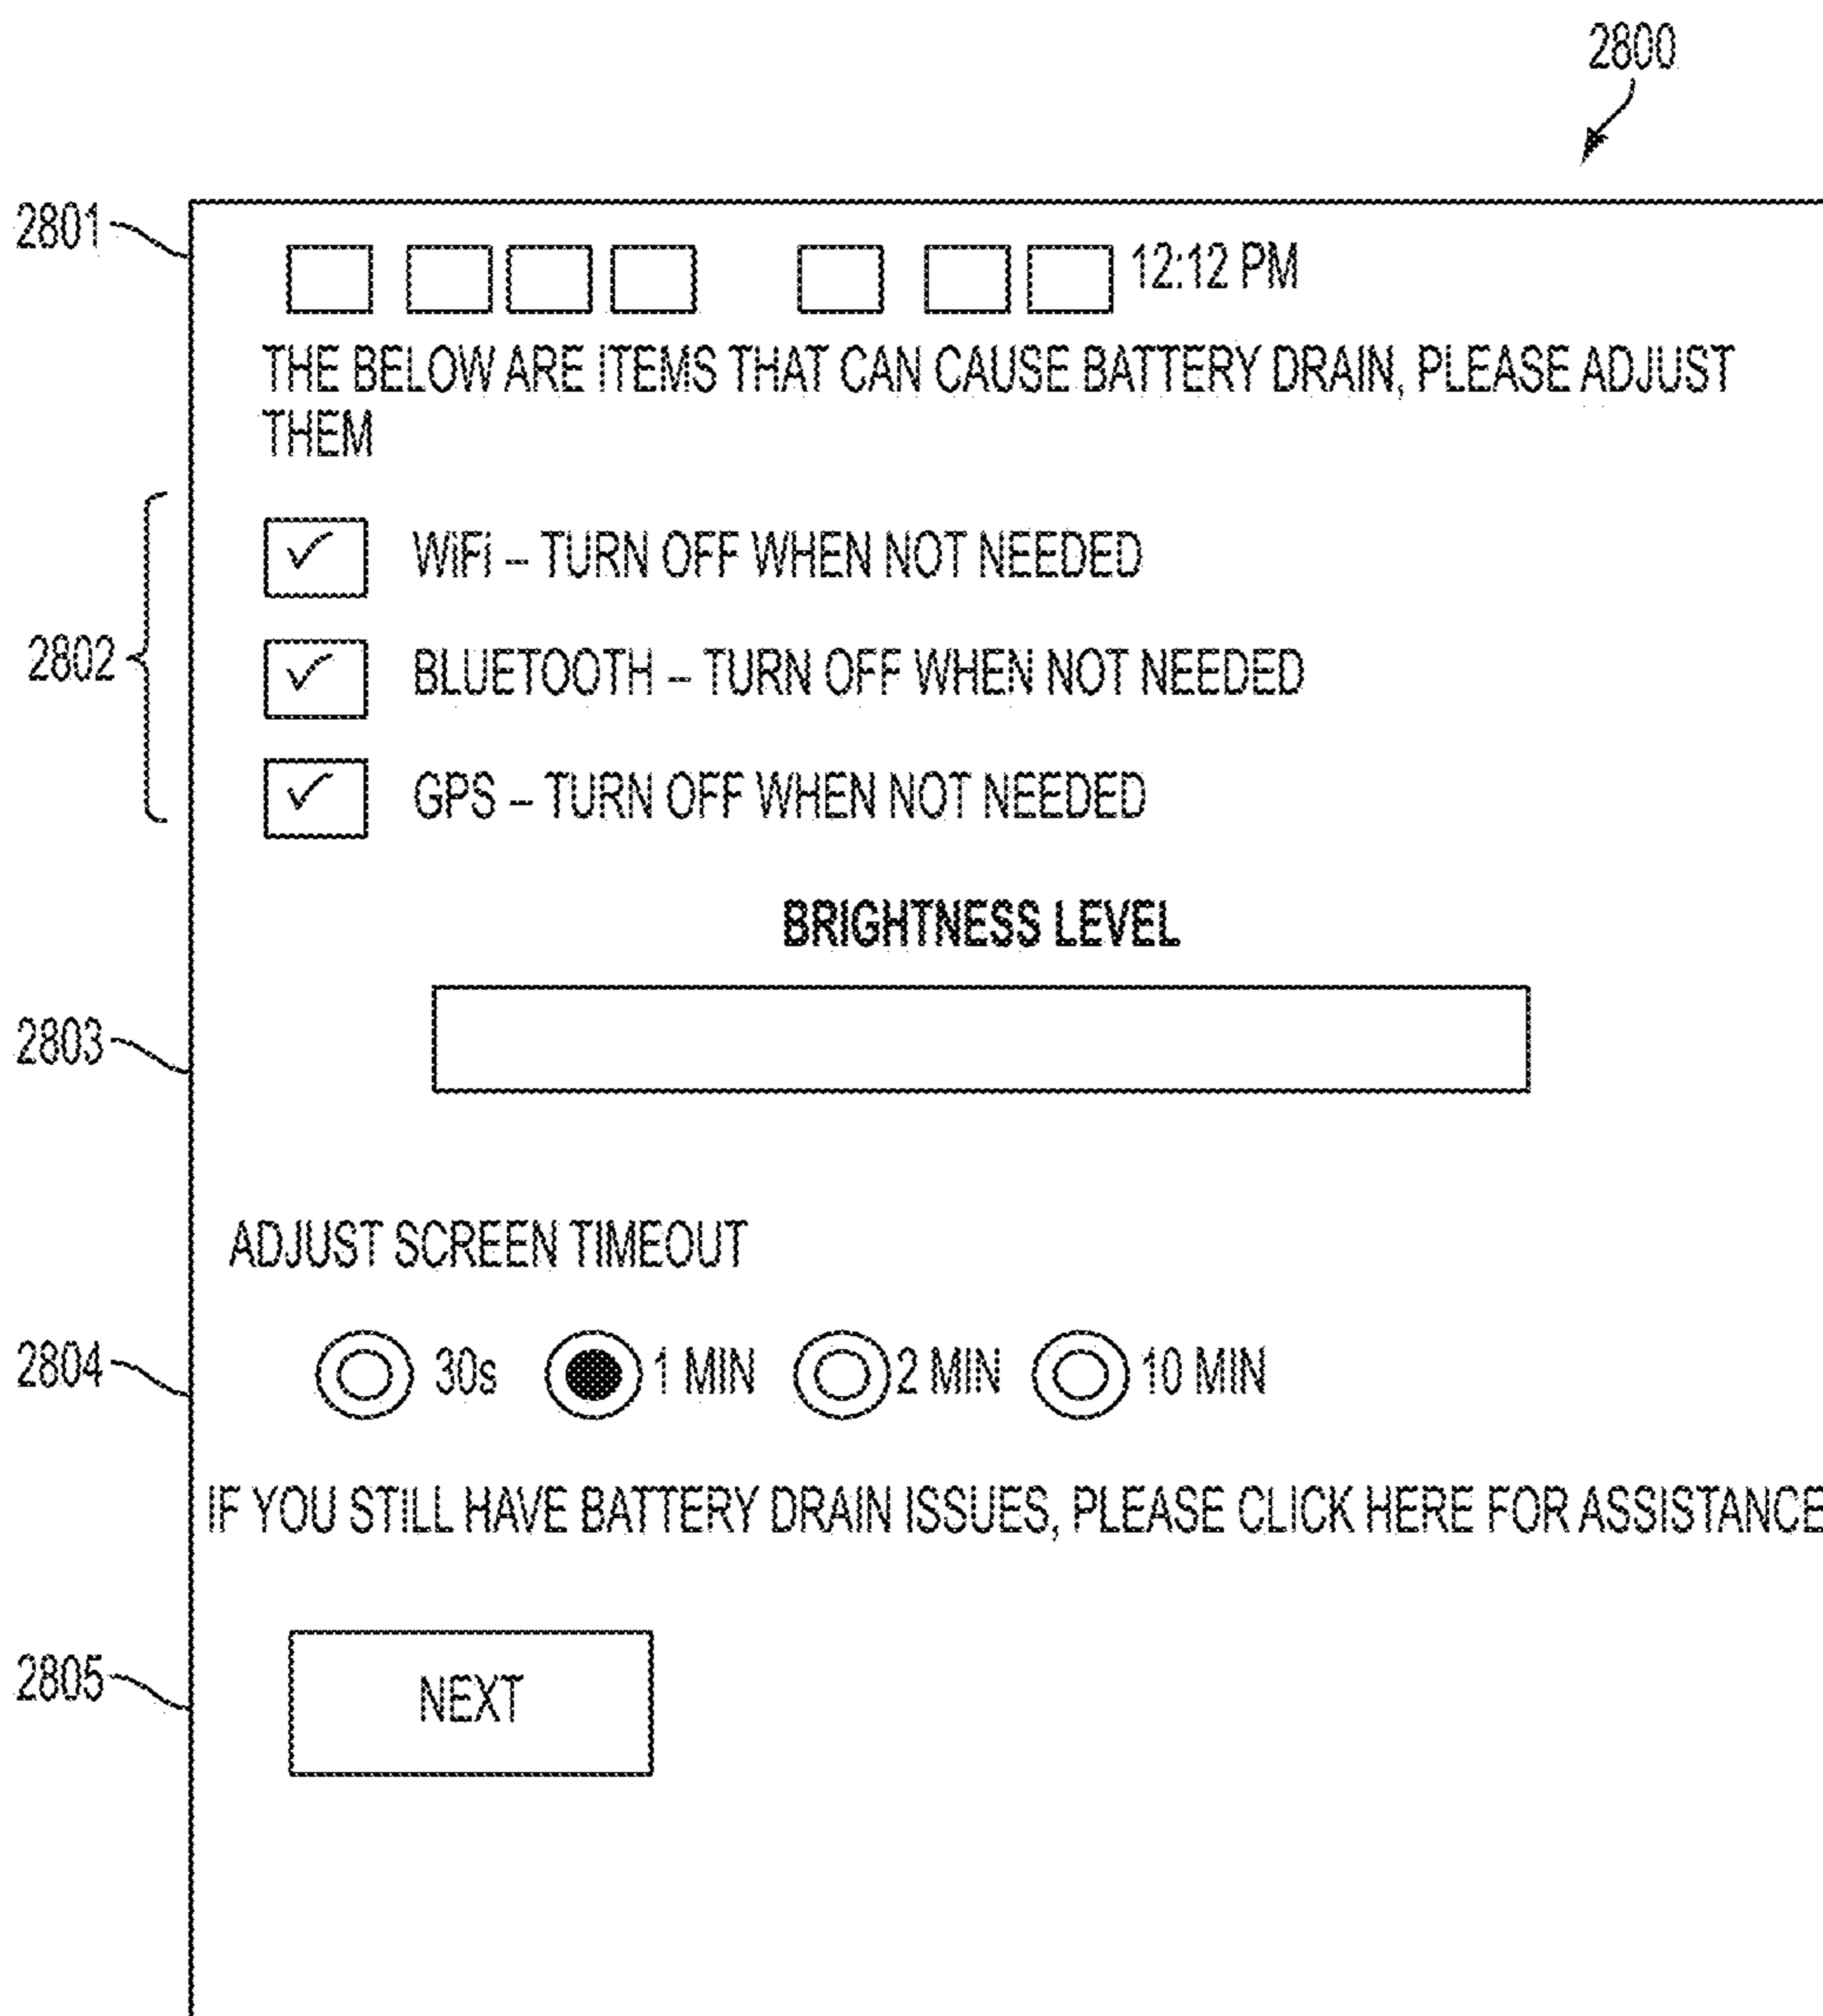 2800
2801
12:12 PM
THE BELOW ARE ITEMS THAT CAN CAUSE BATTERY DRAIN, PLEASE ADJUST
THEM
2802
WiFi – TURN OFF WHEN NOT NEEDED
BLUETOOTH – TURN OFF WHEN NOT NEEDED
GPS – TURN OFF WHEN NOT NEEDED
BRIGHTNESS LEVEL
2803
ADJUST SCREEN TIMEOUT
2804
30s 1 MIN 2 MIN 10 MIN
IF YOU STILL HAVE BATTERY DRAIN ISSUES, PLEASE CLICK HERE FOR ASSISTANCE
2805
NEXT